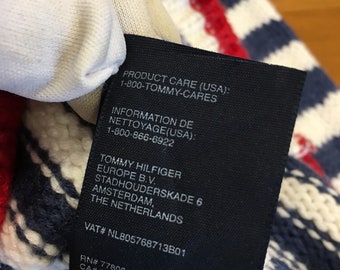 PRODUCT CARE (USA):
1-800-TOMMY-CARES
INFORMATION DE
NETTOYAGE(USA):
1-800-866-6922
TOMMY HILFIGER
EUROPE B.V.
STADHOUDERSKADE 6
AMSTERDAM,
THE NETHERLANDS
VAT# NL805768713B01
RN#